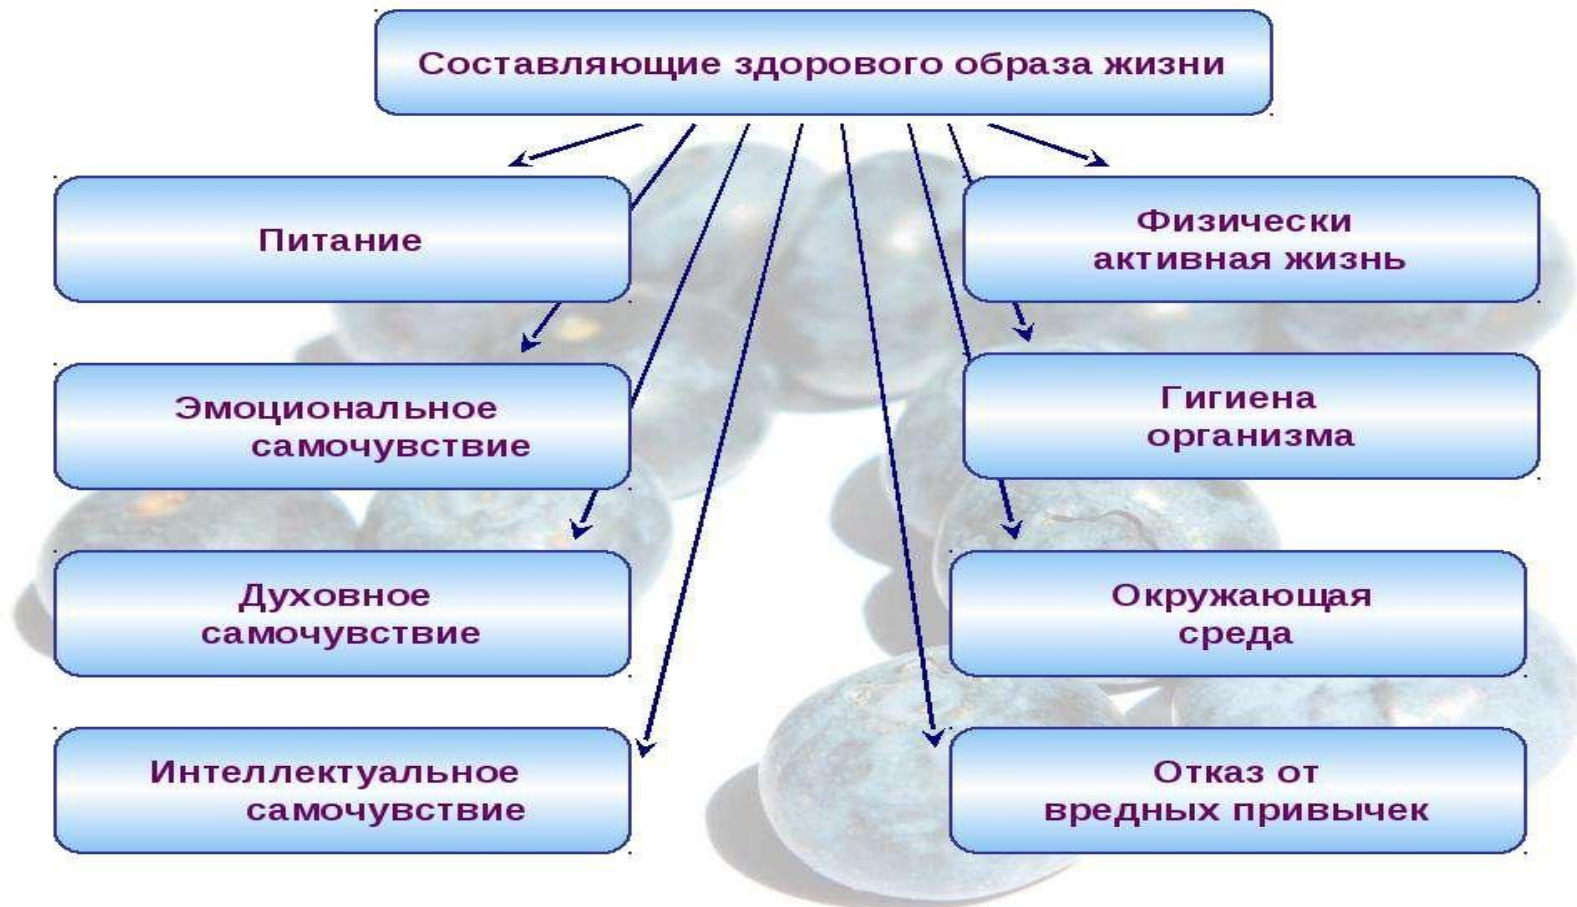 Составляющие здорового образа жизни
Питание
Эмоциональное
самочувствие
Духовное
самочувствие
Интеллектуальное
самочувствие
Физически
активная жизнь
Гигиена
организма
Окружающая
среда
Отказ от
вредных привычек